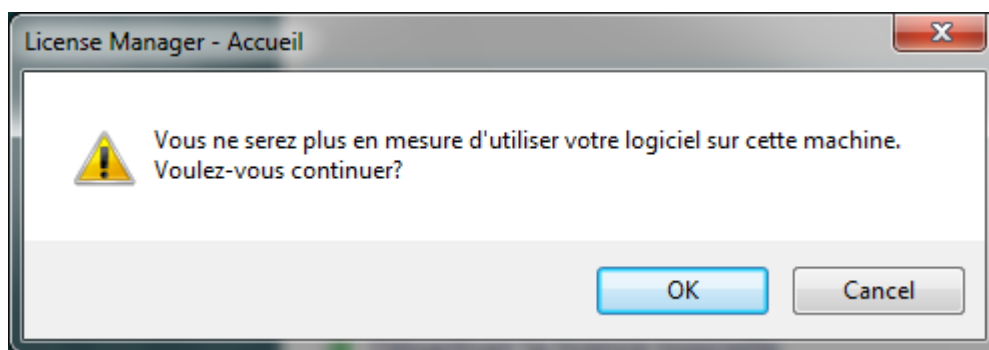 License Manager - Accueil
Vous ne serez plus en mesure d'utiliser votre logiciel sur cette machine.
Voulez-vous continuer?
OK
Cancel